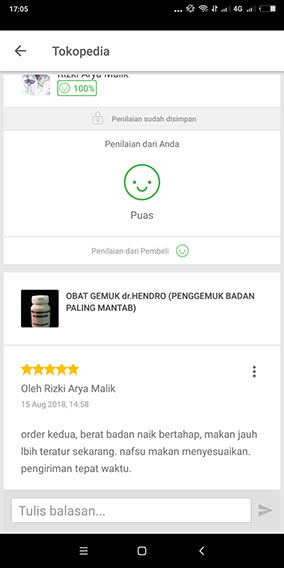 17:05
4G
Tokopedia
Rizki Arya Malik
100%
Penilaian sudah disimpan
Penilaian dari Anda
Puas
Penilaian dari Pembeli
OBAT GEMUK dr.HENDRO (PENGGEMUK BADAN
PALING MANTAB)
Oleh Rizki Arya Malik
15 Aug 2018, 14:58
order kedua, berat badan naik bertahap, makan jauh
lbih teratur sekarang. nafsu makan menyesuaikan.
pengiriman tepat waktu.
Tulis balasan...